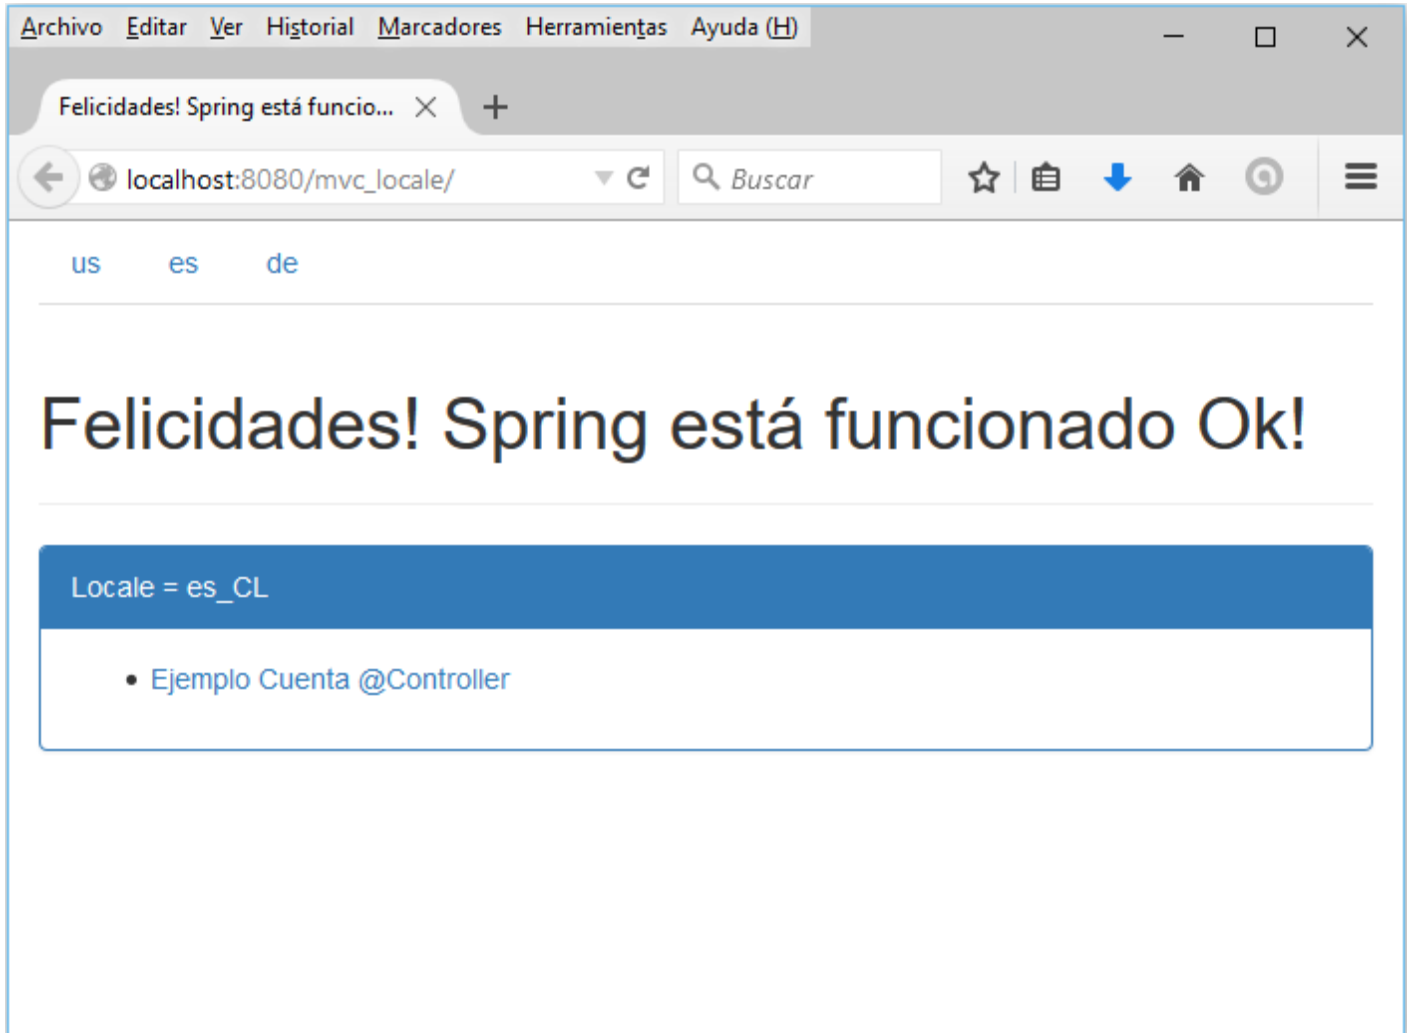 Archivo Editar Ver Historial Marcadores Herramientas Ayuda (H)
Felicidades! Spring está funcio...
localhost:8080/mvc_locale/ Buscar
us es de
Felicidades! Spring está funcionado Ok!
Locale = es_CL
• Ejemplo Cuenta @Controller